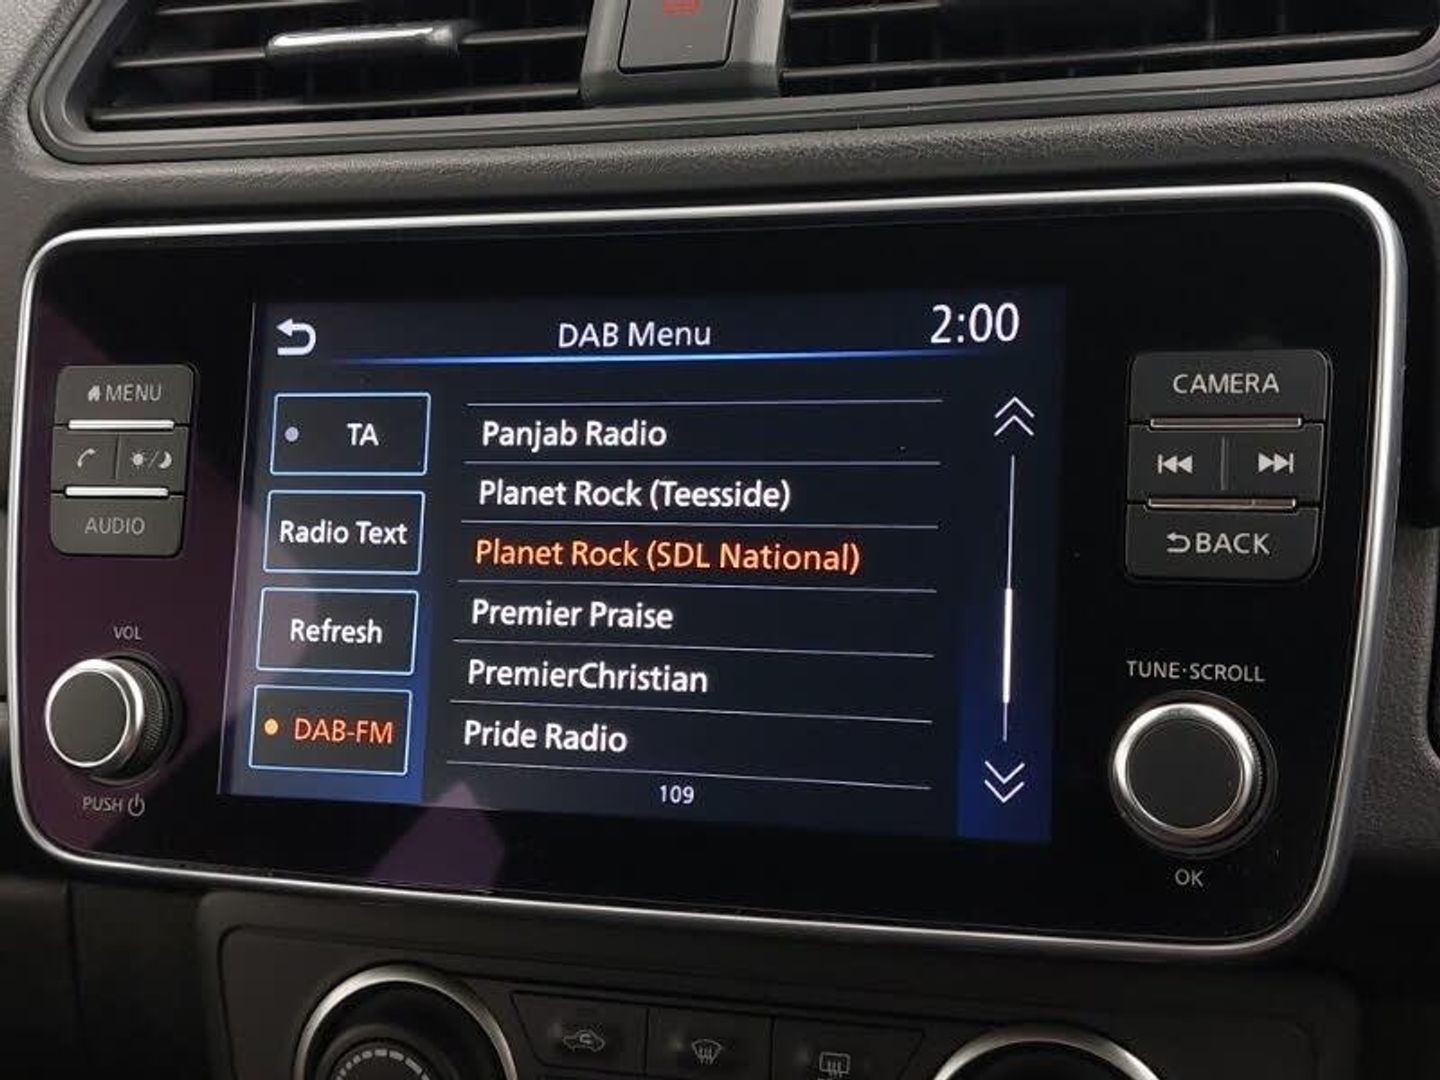 DAB Menu
2:00
MENU
AUDIO
VOL
PUSH
TA
Radio Text
Refresh
DAB-FM
Panjab Radio
Planet Rock (Teesside)
Planet Rock (SDL National)
Premier Praise
PremierChristian
Pride Radio
109
CAMERA
BACK
TUNE·SCROLL
OK